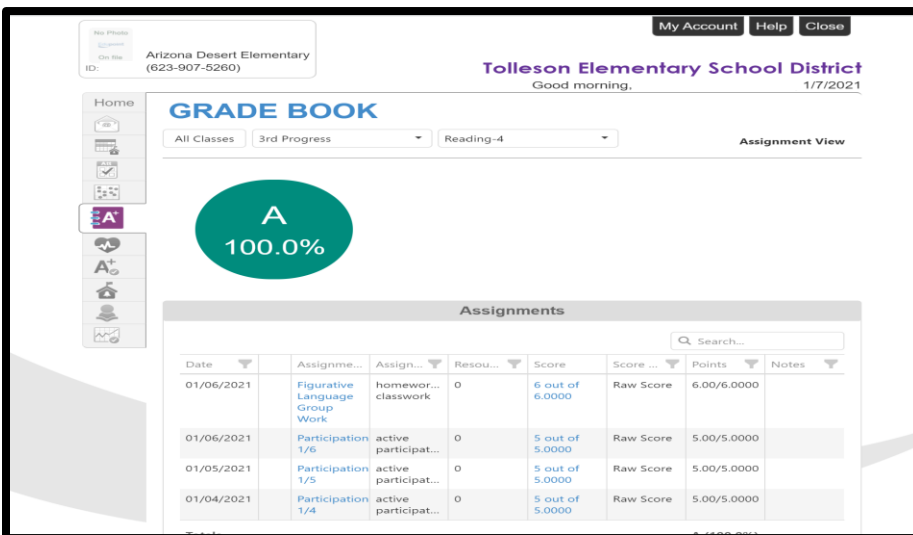 My Account Help Close
No Photo
On file
ID:
Arizona Desert Elementary
(623-907-5260)
Tolleson Elementary School District
Good morning, 1/7/2021
Home
GRADE BOOK
All Classes 3rd Progress Reading-4
Assignment View
A+
A
100.0%
A+
Assignments
Search...
Date Assignme... Assign... Resou... Score Score ... Points Notes
01/06/2021 Figurative homewor... 0 6 out of Raw Score 6.00/6.0000
Language classwork 6.0000
Group
Work
01/06/2021 Participation active 0 5 out of Raw Score 5.00/5.0000
1/6 participat... 5.0000
01/05/2021 Participation active 0 5 out of Raw Score 5.00/5.0000
1/5 participat... 5.0000
01/04/2021 Participation active 0 5 out of Raw Score 5.00/5.0000
1/4 participat... 5.0000